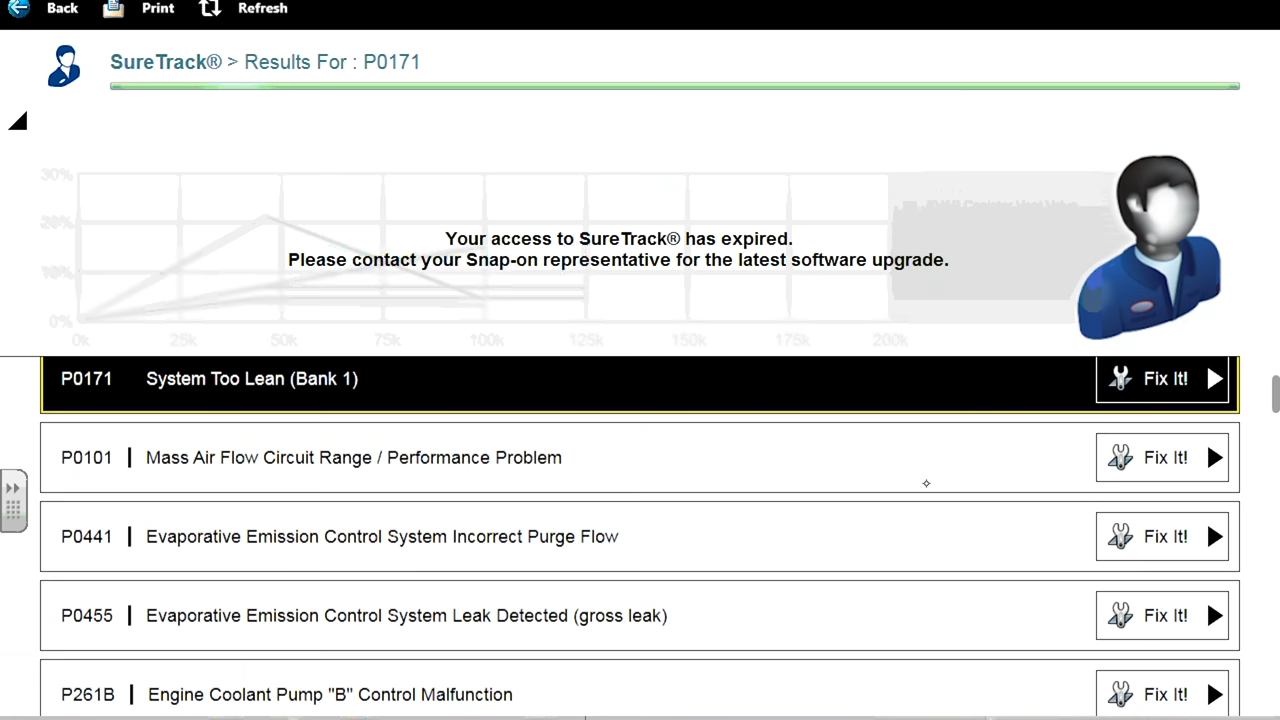 Back Print Refresh
SureTrack® > Results For : P0171
30%
20%
10%
0%
0k 25k 50k 75k 100k 125k 150k 175k 200k
Your access to SureTrack® has expired.
Please contact your Snap-on representative for the latest software upgrade.
P0171 System Too Lean (Bank 1) Fix It!
P0101 | Mass Air Flow Circuit Range / Performance Problem Fix It!
P0441 | Evaporative Emission Control System Incorrect Purge Flow Fix It!
P0455 | Evaporative Emission Control System Leak Detected (gross leak) Fix It!
P261B | Engine Coolant Pump "B" Control Malfunction Fix It!